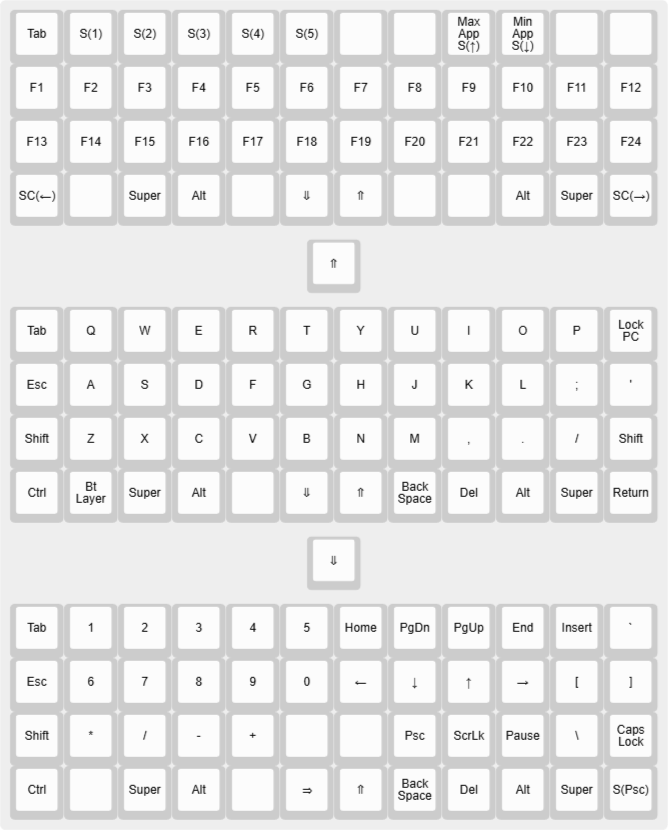 Tab S(1) S(2) S(3) S(4) S(5) Max App S(↑) Min App S(↓)
F1 F2 F3 F4 F5 F6 F7 F8 F9 F10 F11 F12
F13 F14 F15 F16 F17 F18 F19 F20 F21 F22 F23 F24
SC(←) Super Alt ⇓ ⇑ Alt Super SC(→)
⇑
Tab Q W E R T Y U I O P Lock PC
Esc A S D F G H J K L ; '
Shift Z X C V B N M , . / Shift
Ctrl Bt Layer Super Alt ⇓ ⇑ Back Space Del Alt Super Return
⇓
Tab 1 2 3 4 5 Home PgDn PgUp End Insert `
Esc 6 7 8 9 0 ← ↓ ↑ → [ ]
Shift * / - + Psc ScrLk Pause \ Caps Lock
Ctrl Super Alt ⇒ ⇑ Back Space Del Alt Super S(Psc)